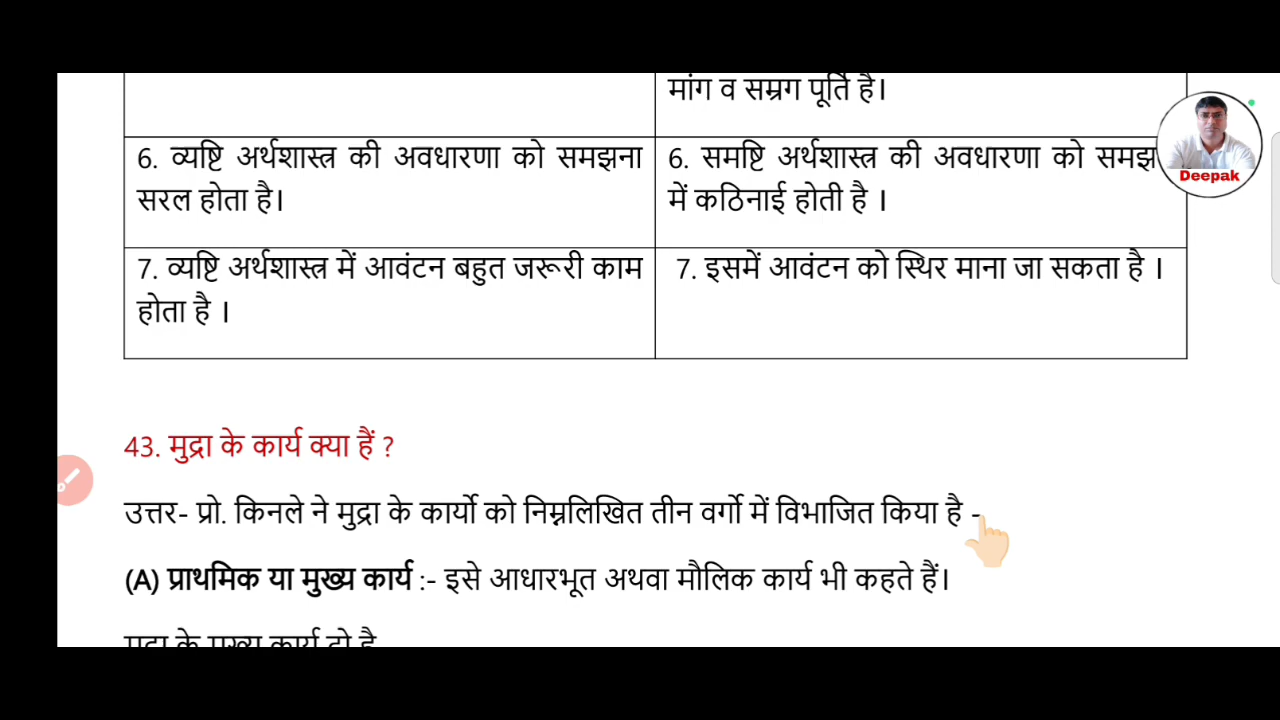 मांग व सम्रग पूर्ति है।
6. व्यष्टि अर्थशास्त्र की अवधारणा को समझना
सरल होता है।
6. समष्टि अर्थशास्त्र की अवधारणा को समझ
में कठिनाई होती है ।
Deepak
7. व्यष्टि अर्थशास्त्र में आवंटन बहुत जरूरी काम
होता है ।
7. इसमें आवंटन को स्थिर माना जा सकता है ।
43. मुद्रा के कार्य क्या हैं ?
उत्तर- प्रो. किनले ने मुद्रा के कार्यो को निम्नलिखित तीन वर्गो में विभाजित किया है -
(A) प्राथमिक या मुख्य कार्य :- इसे आधारभूत अथवा मौलिक कार्य भी कहते हैं।
मुद्रा के मुख्य कार्य दो है